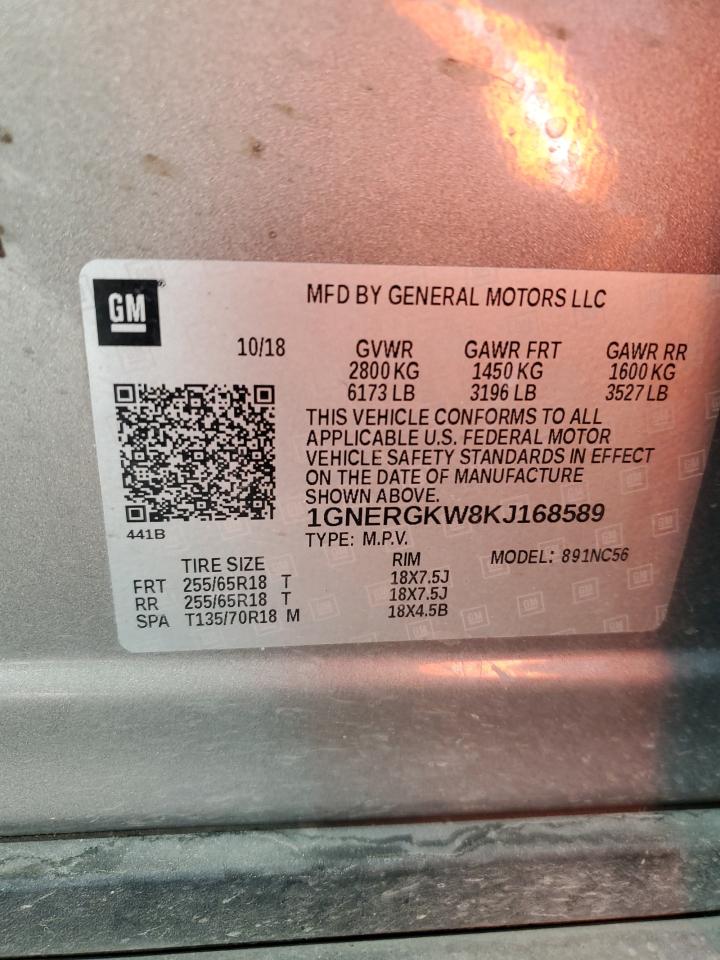 GM
MFD BY GENERAL MOTORS LLC
10/18 GVWR GAWR FRT GAWR RR
2800 KG 1450 KG 1600 KG
6173 LB 3196 LB 3527 LB
THIS VEHICLE CONFORMS TO ALL
APPLICABLE U.S. FEDERAL MOTOR
VEHICLE SAFETY STANDARDS IN EFFECT
ON THE DATE OF MANUFACTURE
SHOWN ABOVE.
1GNERGKW8KJ168589
441B
TYPE: M.P.V. MODEL: 891NC56
TIRE SIZE RIM
FRT 255/65R18 T 18X7.5J
RR 255/65R18 T 18X7.5J
SPA T135/70R18 M 18X4.5B